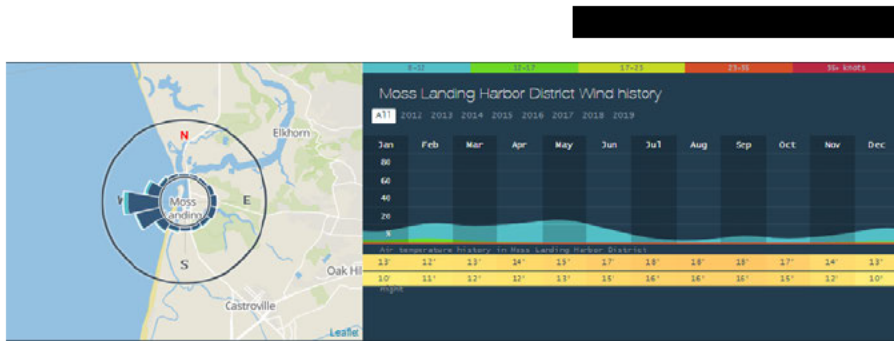 N
Elkhorn
W
Moss
Landing
E
S
Oak Hil
Castroville
Leaflet
8-12 12-17 17-23 23-36 36+ knots
Moss Landing Harbor District Wind history
All 2012 2013 2014 2015 2016 2017 2018 2019
Jan Feb Mar Apr May Jun Jul Aug Sep Oct Nov Dec
80
60
40
20
%
Air temperature history in Moss Landing Harbor District
13° 12° 13° 14° 15° 17° 18° 18° 18° 17° 14° 13°
10° 11° 12° 12° 13° 15° 16° 16° 16° 15° 12° 10°
night